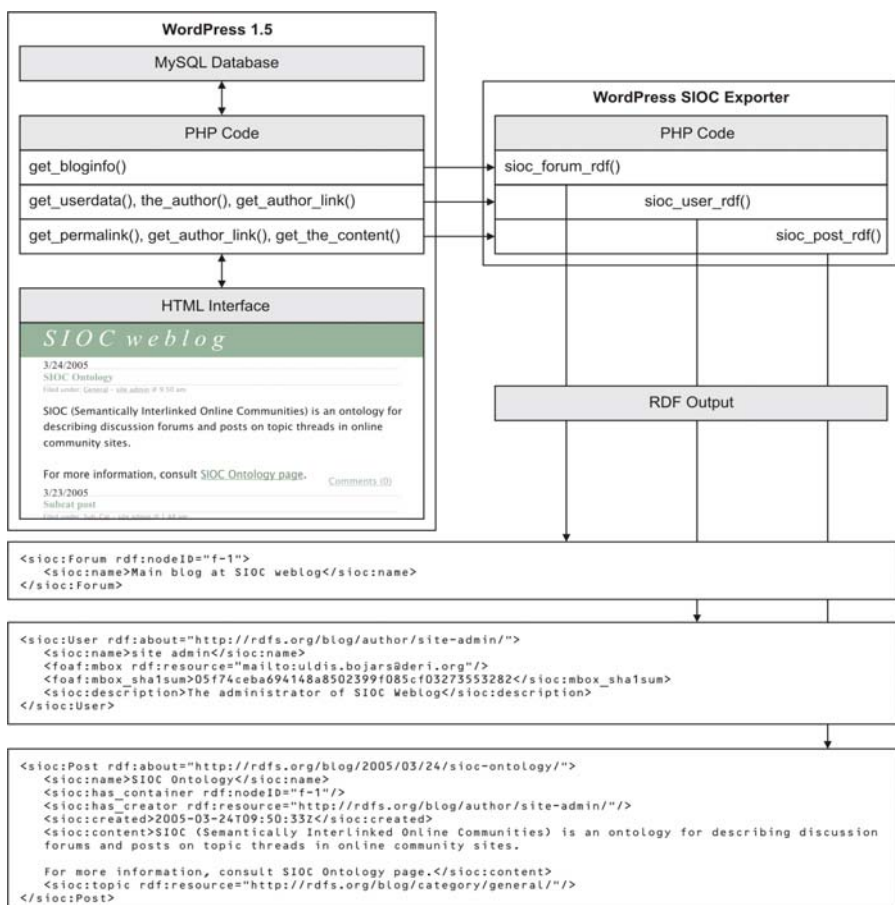 WordPress 1.5
MySQL Database
PHP Code
get_bloginfo()
get_userdata(), the_author(), get_author_link()
get_permalink(), get_author_link(), get_the_content()
HTML Interface
SIOC weblog
3/24/2005
SIOC Ontology
Filed under: General - site admin @ 9:50 am
SIOC (Semantically Interlinked Online Communities) is an ontology for
describing discussion forums and posts on topic threads in online
community sites.
For more information, consult SIOC Ontology page.
Comments (0)
3/23/2005
Subcat post
WordPress SIOC Exporter
PHP Code
sioc_forum_rdf()
sioc_user_rdf()
sioc_post_rdf()
RDF Output
<sioc:Forum rdf:nodeID="f-1">
<sioc:name>Main blog at SIOC weblog</sioc:name>
</sioc:Forum>
<sioc:User rdf:about="http://rdfs.org/blog/author/site-admin/">
<sioc:name>site admin</sioc:name>
<foaf:mbox rdf:resource="mailto:uldis.bojars@deri.org"/>
<foaf:mbox_sha1sum>05f74ceba694148a8502399f085cf03273553282</sioc:mbox_sha1sum>
<sioc:description>The administrator of SIOC Weblog</sioc:description>
</sioc:User>
<sioc:Post rdf:about="http://rdfs.org/blog/2005/03/24/sioc-ontology/">
<sioc:name>SIOC Ontology</sioc:name>
<sioc:has_container rdf:nodeID="f-1"/>
<sioc:has_creator rdf:resource="http://rdfs.org/blog/author/site-admin/"/>
<sioc:created>2005-03-24T09:50:33Z</sioc:created>
<sioc:content>SIOC (Semantically Interlinked Online Communities) is an ontology for describing discussion
forums and posts on topic threads in online community sites.
For more information, consult SIOC Ontology page.</sioc:content>
<sioc:topic rdf:resource="http://rdfs.org/blog/category/general/"/>
</sioc:Post>